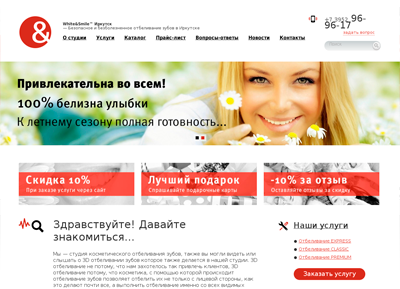 &
White&Smile™ Иркутск
— Безопасное и безболезненное отбеливание зубов в Иркутске
+7 3952 96-96-17
ЗАДАТЬ ВОПРОС
О студии Услуги Каталог Прайс-лист Вопросы-ответы Новости Контакты
Привлекательна во всем!
100% белизна улыбки
К летнему сезону полная готовность...
Скидка 10%
При заказе услуги через сайт
Лучший подарок
Спрашивайте подарочные карты
-10% за отзыв
Оставляйте отзывы за скидку
Здравствуйте! Давайте
знакомиться...
Мы — студия косметического отбеливания зубов, также вы могли видеть или
слышать о 3D отбеливании зубов которое также делается в нашей студии, 3D
отбеливание не потому, что нам захотелось так привлечь клиентов, 3D
отбеливание потому, что косметика, с помощью которой происходит
отбеливание зубов позволяет отбелить их не только с лицевой стороны, как
это делают почти все, а выполнить отбеливание именно со всех видимых
Наши услуги
Отбеливание EXPRESS
Отбеливание CLASSIC
Отбеливание PREMIUM
Заказать услугу